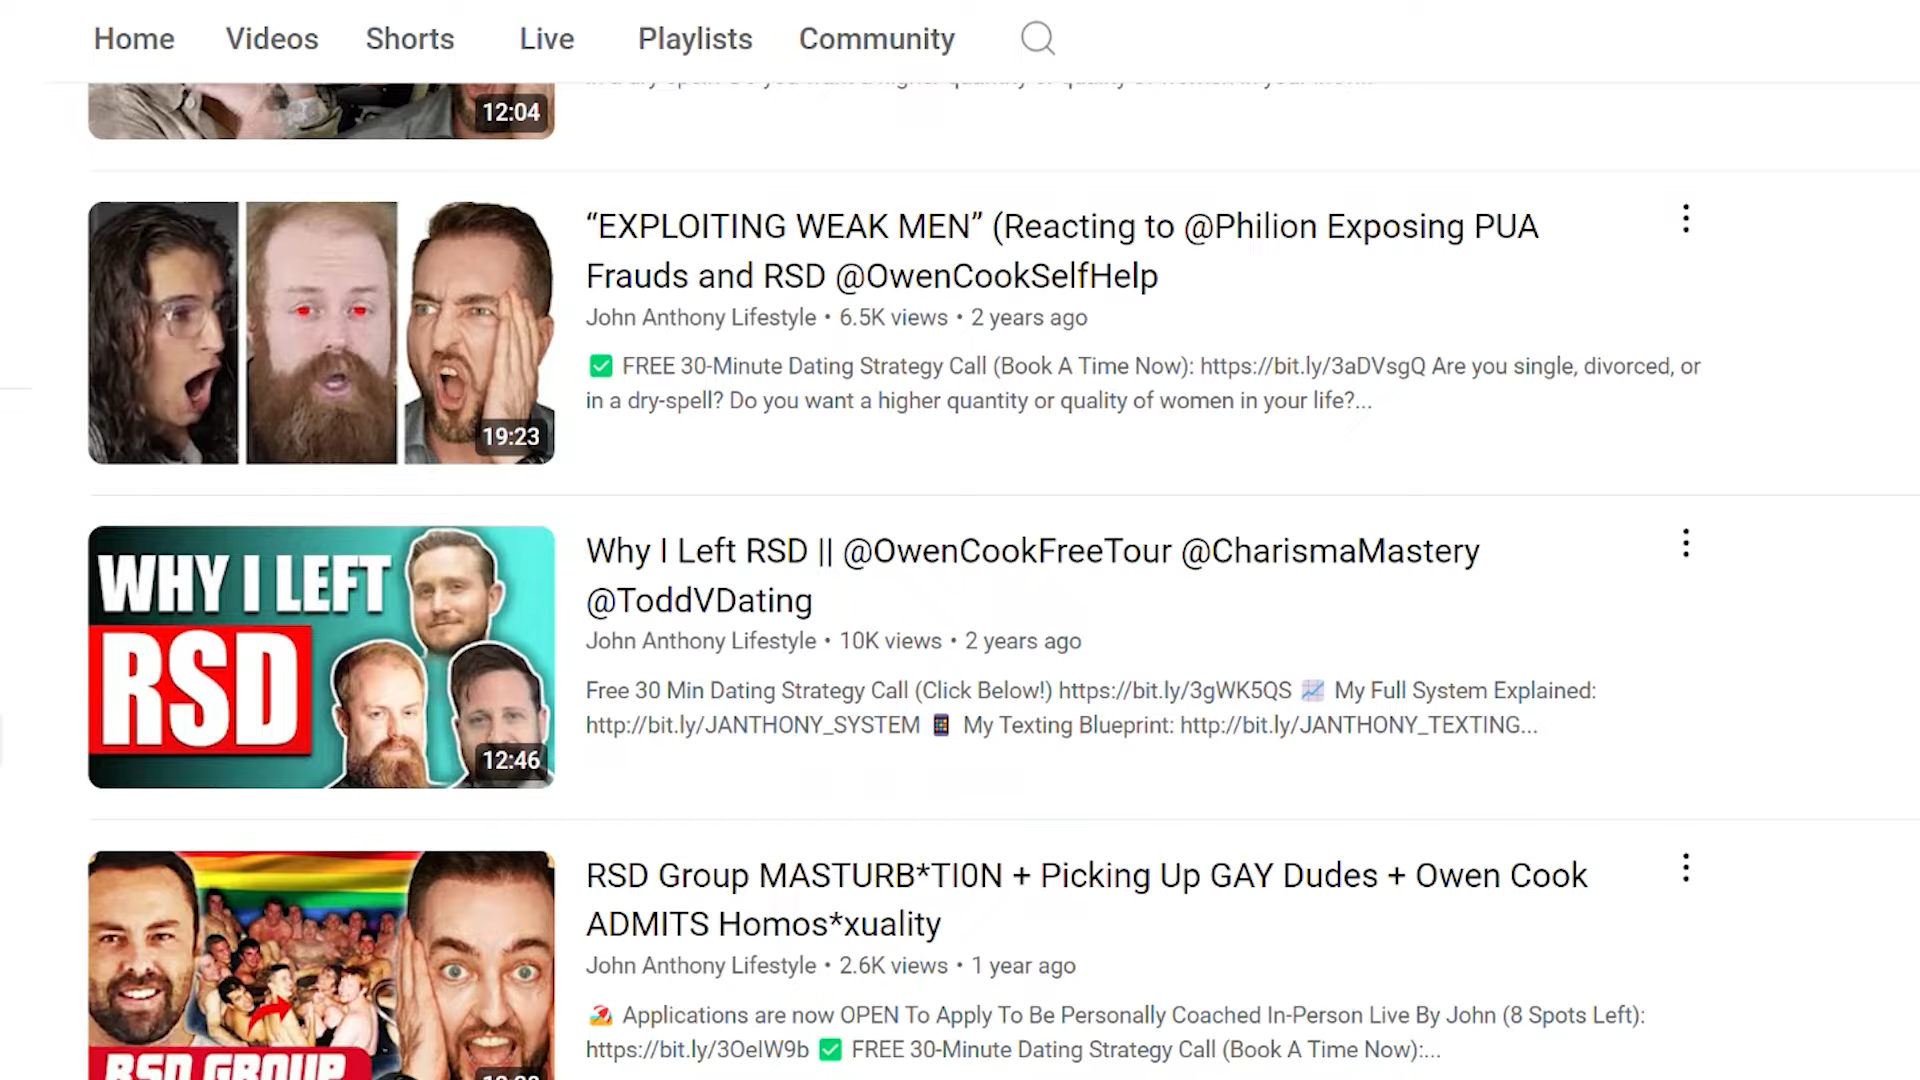 Home Videos Shorts Live Playlists Community
12:04
“EXPLOITING WEAK MEN” (Reacting to @Philion Exposing PUA
Frauds and RSD @OwenCookSelfHelp
John Anthony Lifestyle • 6.5K views • 2 years ago
✅ FREE 30-Minute Dating Strategy Call (Book A Time Now): https://bit.ly/3aDVsgQ Are you single, divorced, or
in a dry-spell? Do you want a higher quantity or quality of women in your life?...
19:23
WHY I LEFT
RSD
12:46
Why I Left RSD || @OwenCookFreeTour @CharismaMastery
@ToddVDating
John Anthony Lifestyle • 10K views • 2 years ago
Free 30 Min Dating Strategy Call (Click Below!) https://bit.ly/3gWK5QS 📈 My Full System Explained:
http://bit.ly/JANTHONY_SYSTEM 📱 My Texting Blueprint: http://bit.ly/JANTHONY_TEXTING...
RSD GROUP
RSD Group MASTURB*TI0N + Picking Up GAY Dudes + Owen Cook
ADMITS Homos*xuality
John Anthony Lifestyle • 2.6K views • 1 year ago
🏖 Applications are now OPEN To Apply To Be Personally Coached In-Person Live By John (8 Spots Left):
https://bit.ly/3OelW9b ✅ FREE 30-Minute Dating Strategy Call (Book A Time Now):...